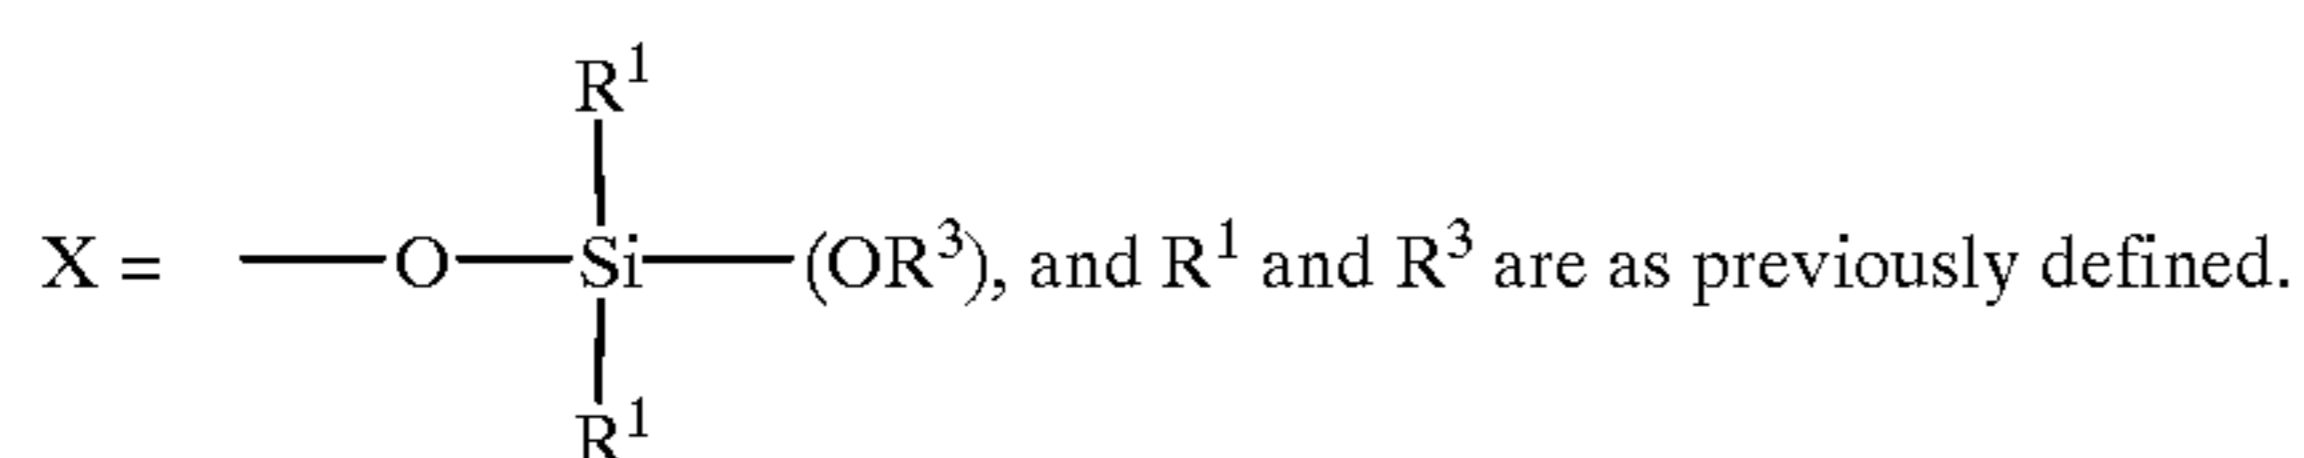 R¹
X = —O—Si—(OR³), and R¹ and R³ are as previously defined.
R¹